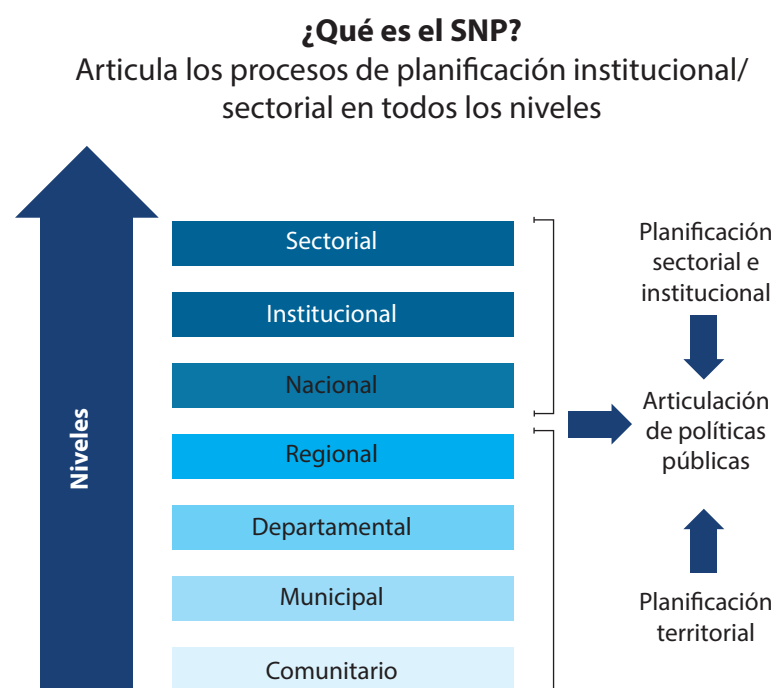 ¿Qué es el SNP?
Articula los procesos de planificación institucional/
sectorial en todos los niveles
Niveles
Sectorial
Institucional
Nacional
Regional
Departamental
Municipal
Comunitario
Planificación
sectorial e
institucional
Articulación
de políticas
públicas
Planificación
territorial